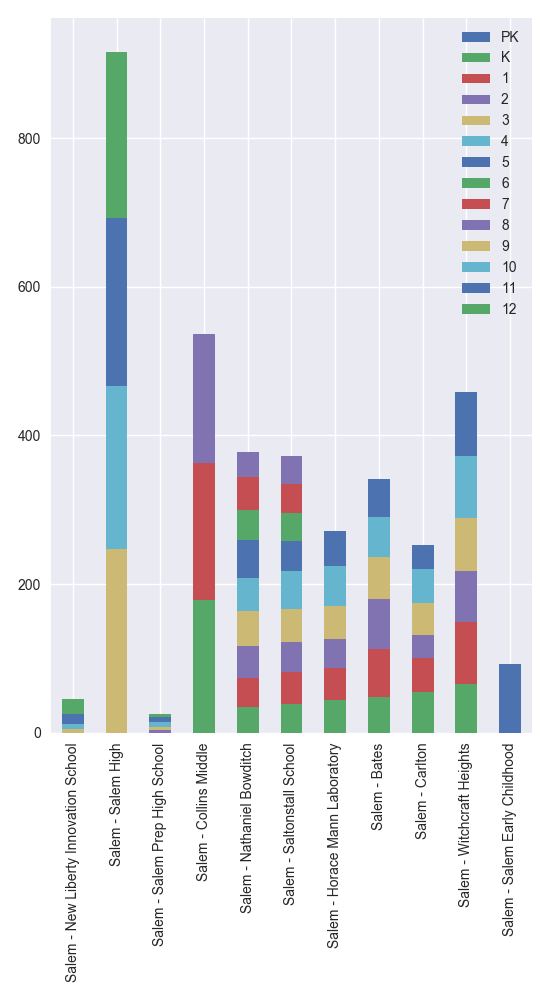 800
600
400
200
0
PK
K
1
2
3
4
5
6
7
8
9
10
11
12
Salem - New Liberty Innovation School
Salem - Salem High
Salem - Salem Prep High School
Salem - Collins Middle
Salem - Nathaniel Bowditch
Salem - Saltonstall School
Salem - Horace Mann Laboratory
Salem - Bates
Salem - Carlton
Salem - Witchcraft Heights
Salem - Salem Early Childhood